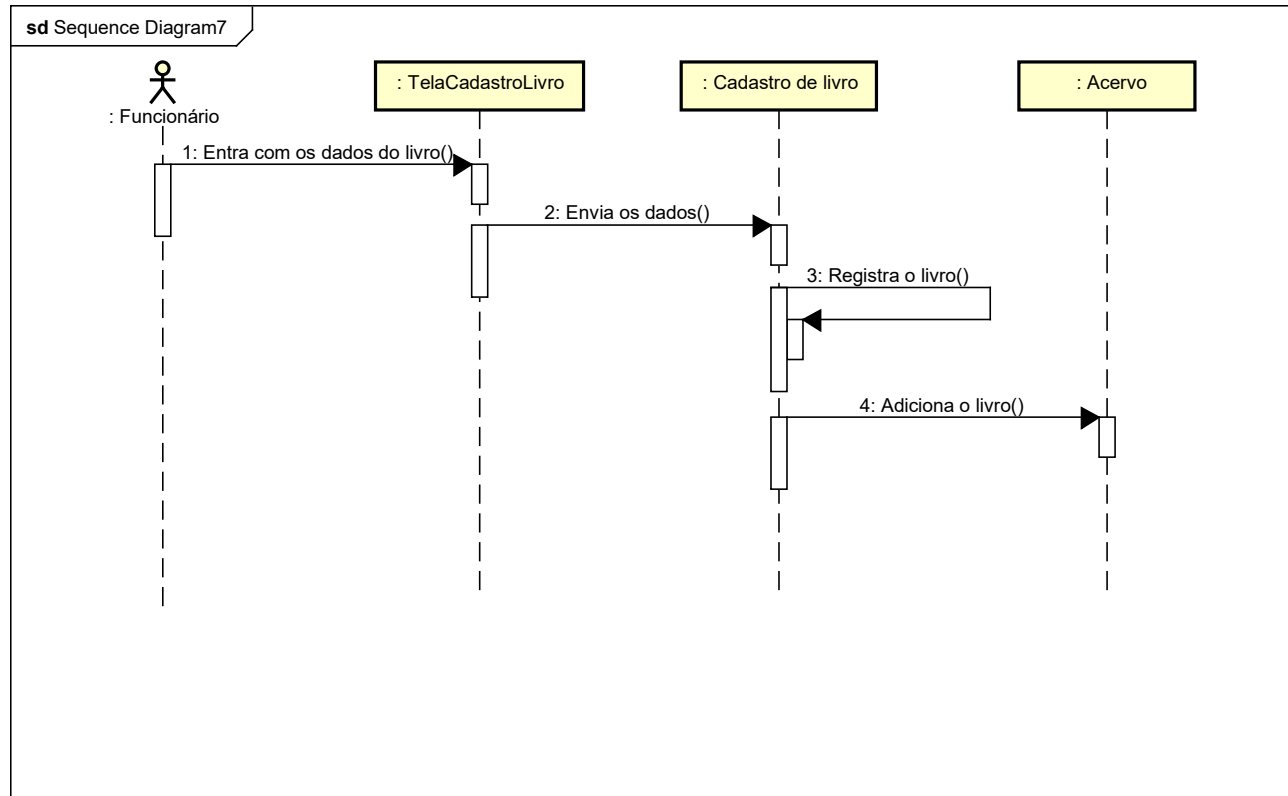 sd Sequence Diagram7
: Funcionário
: TelaCadastroLivro
: Cadastro de livro
: Acervo
1: Entra com os dados do livro()
2: Envia os dados()
3: Registra o livro()
4: Adiciona o livro()